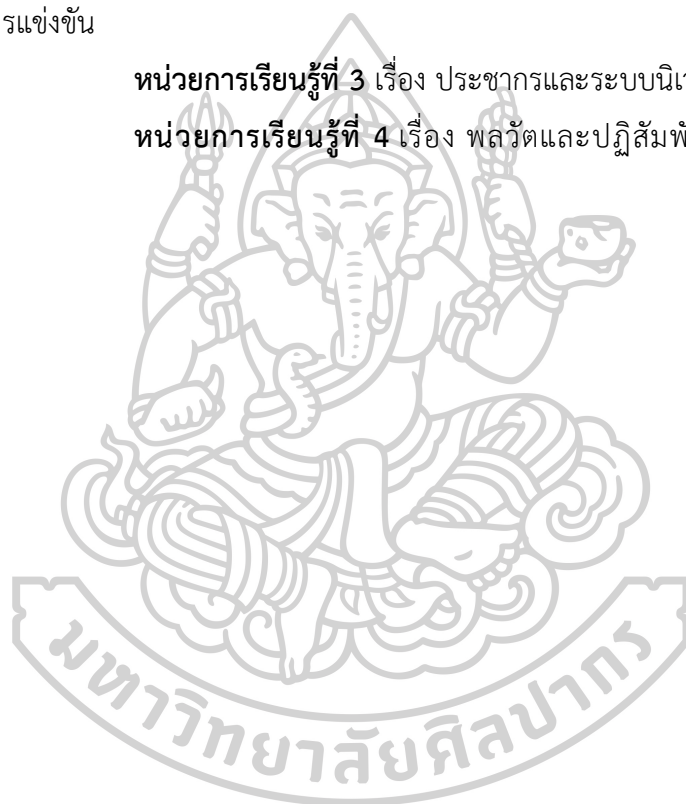 รแข่งขัน
หน่วยการเรียนรู้ที่ 3 เรื่อง ประชากรและระบบนิเ
หน่วยการเรียนรู้ที่ 4 เรื่อง พลวัตและปฏิสัมพั
มหาวิทยาลัยศิลปากร